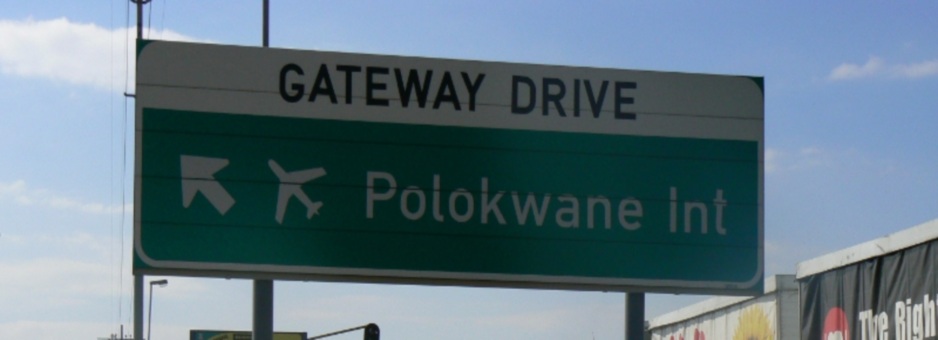 GATEWAY DRIVE
Polokwane Int
The Righ